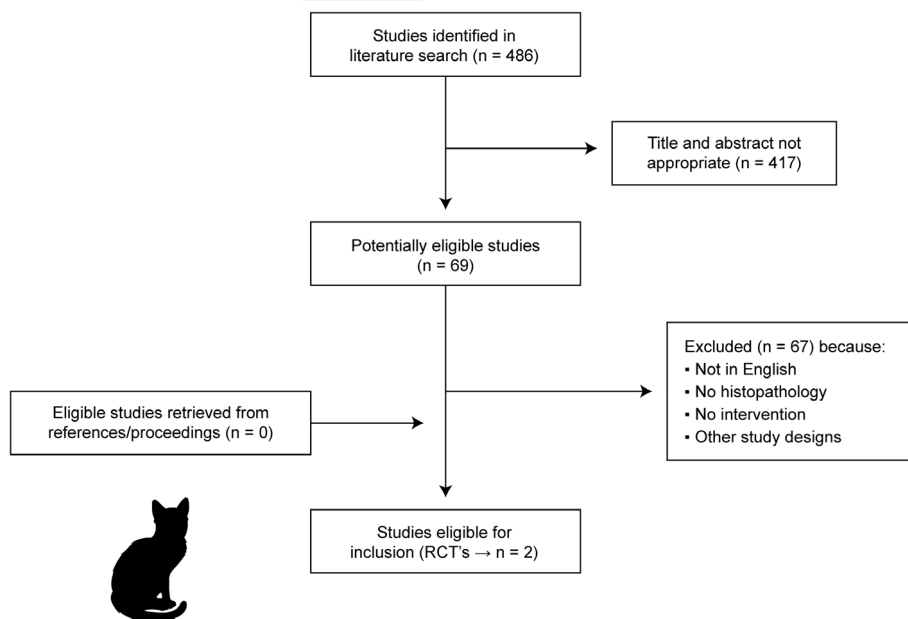 Studies identified in
literature search (n = 486)
Title and abstract not
appropriate (n = 417)
Potentially eligible studies
(n = 69)
Excluded (n = 67) because:
▪ Not in English
▪ No histopathology
▪ No intervention
▪ Other study designs
Eligible studies retrieved from
references/proceedings (n = 0)
Studies eligible for
inclusion (RCT's → n = 2)